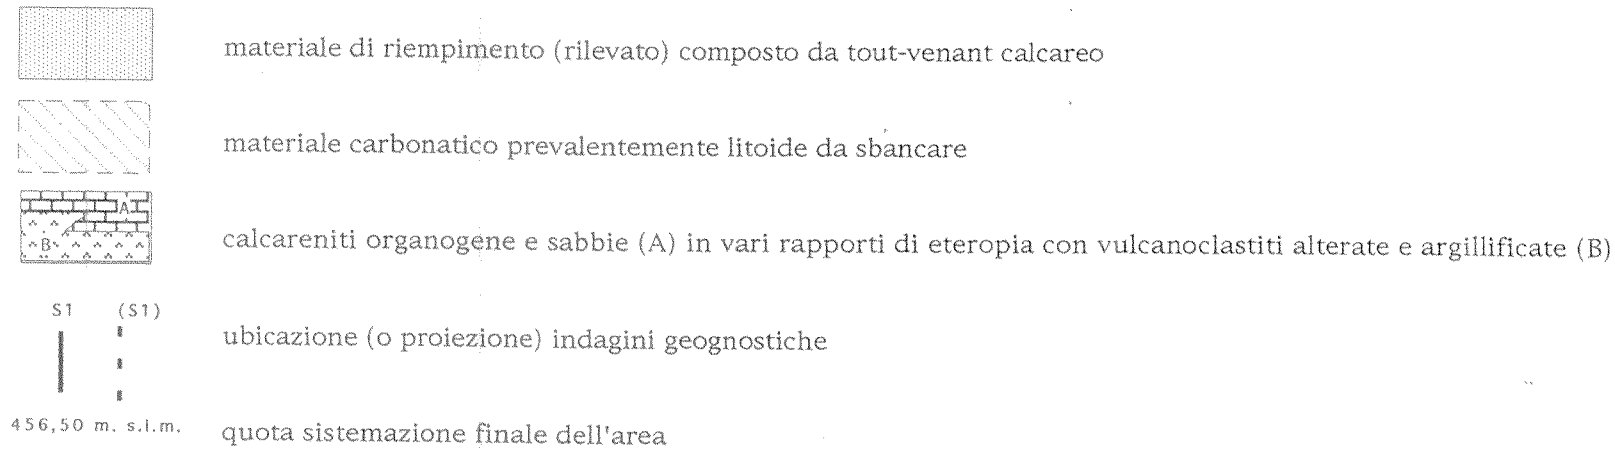 materiale di riempimento (rilevato) composto da tout-venant calcareo
materiale carbonatico prevalentemente litoide da sbancare
A
B
calcareniti organogene e sabbie (A) in vari rapporti di eteropia con vulcanoclastiti alterate e argillificate (B)
S1 (S1)
ubicazione (o proiezione) indagini geognostiche
456,50 m. s.l.m. quota sistemazione finale dell'area